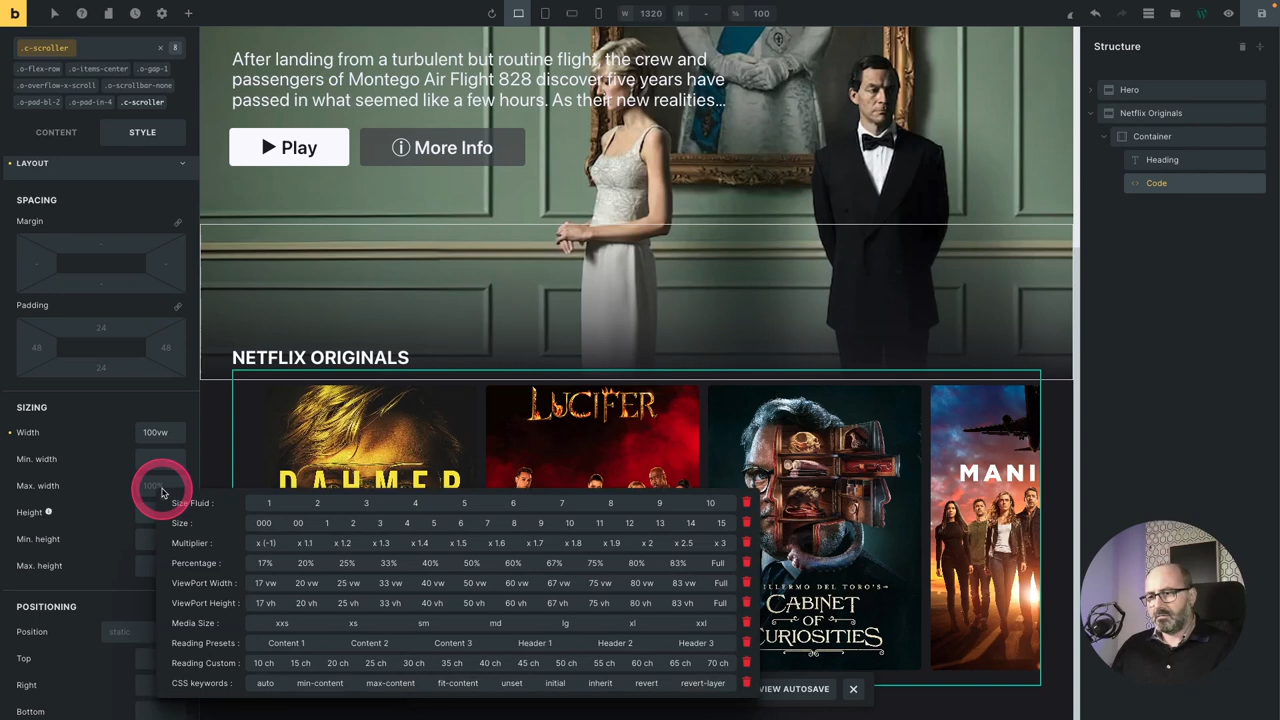 b W 1320 H - % 100
.c-scroller × 8
.o-flex-row .o-items-center .o-gap-1
.o-overflow-x-scroll .o-scrollbar-none
.o-pad-bl-2 .o-pad-in-4 .c-scroller
CONTENT STYLE
LAYOUT
SPACING
Margin
-
- -
-
Padding
24
48 48
24
SIZING
Width 100vw
Min. width
Max. width 100%
Height
Min. height
Max. height
POSITIONING
Position static
Top
Right
Bottom
After landing from a turbulent but routine flight, the crew and
passengers of Montego Air Flight 828 discover five years have
passed in what seemed like a few hours. As their new realities...
Play More Info
NETFLIX ORIGINALS
DAHMER
LUCIFER
GUILLERMO DEL TORO'S
CABINET
OF
CURIOSITIES
MANI
Size Fluid : 1 2 3 4 5 6 7 8 9 10
Size : 000 00 1 2 3 4 5 6 7 8 9 10 11 12 13 14 15
Multiplier : x (-1) x 1.1 x 1.2 x 1.3 x 1.4 x 1.5 x 1.6 x 1.7 x 1.8 x 1.9 x 2 x 2.5 x 3
Percentage : 17% 20% 25% 33% 40% 50% 60% 67% 75% 80% 83% Full
ViewPort Width : 17 vw 20 vw 25 vw 33 vw 40 vw 50 vw 60 vw 67 vw 75 vw 80 vw 83 vw Full
ViewPort Height : 17 vh 20 vh 25 vh 33 vh 40 vh 50 vh 60 vh 67 vh 75 vh 80 vh 83 vh Full
Media Size : xxs xs sm md lg xl xxl
Reading Presets : Content 1 Content 2 Content 3 Header 1 Header 2 Header 3
Reading Custom : 10 ch 15 ch 20 ch 25 ch 30 ch 35 ch 40 ch 45 ch 50 ch 55 ch 60 ch 65 ch 70 ch
CSS keywords : auto min-content max-content fit-content unset initial inherit revert revert-layer
VIEW AUTOSAVE ×
Structure
Hero
Netflix Originals
Container
Heading
Code